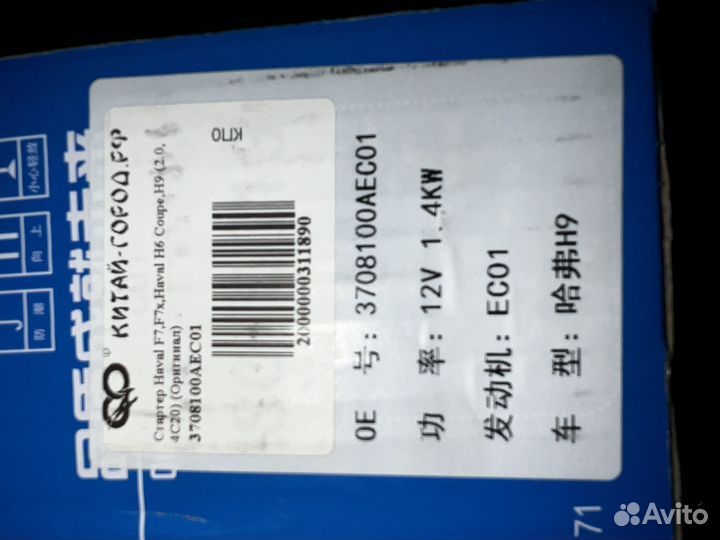 КИТАЙ-ГОРОД.РФ
Стартер Haval F7,F7x,Haval H6 Coupe,H9 (2.0,
4C20) (Оригинал)
3708100AEC01
КПО
2000000311890
OE 号: 3708100AEC01
功 率: 12V 1.4KW
发动机: EC01
车 型: 哈弗H9
防 潮
向 上
小心轻放
71
Avito